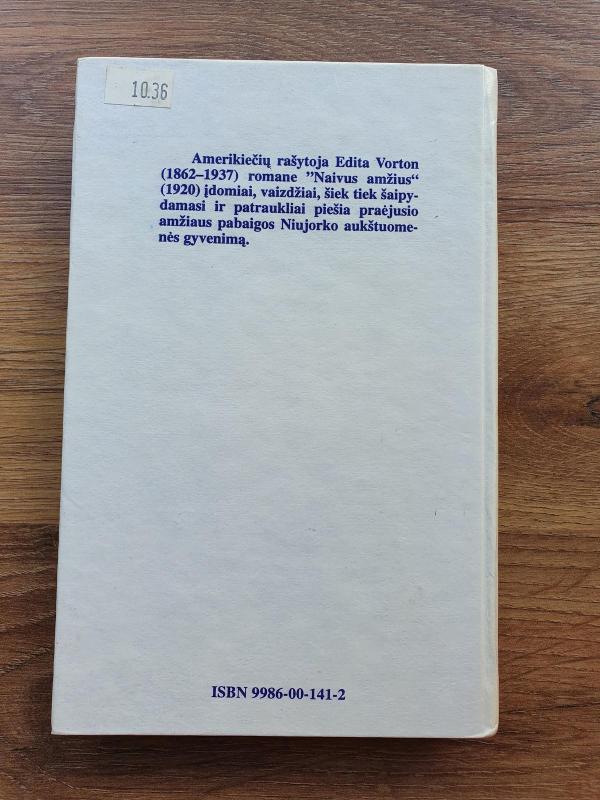 10.36
Amerikiečių rašytoja Edita Vorton
(1862–1937) romane ”Naivus amžius“
(1920) įdomiai, vaizdžiai, šiek tiek šaipy-
damasi ir patraukliai piešia praėjusio
amžiaus pabaigos Niujorko aukštuome-
nės gyvenimą.
ISBN 9986-00-141-2